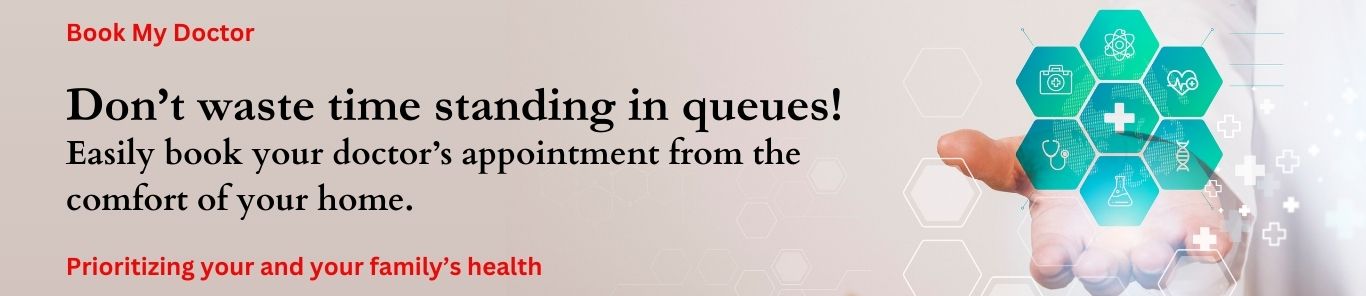 Book My Doctor
Don’t waste time standing in queues!
Easily book your doctor’s appointment from the
comfort of your home.
Prioritizing your and your family’s health